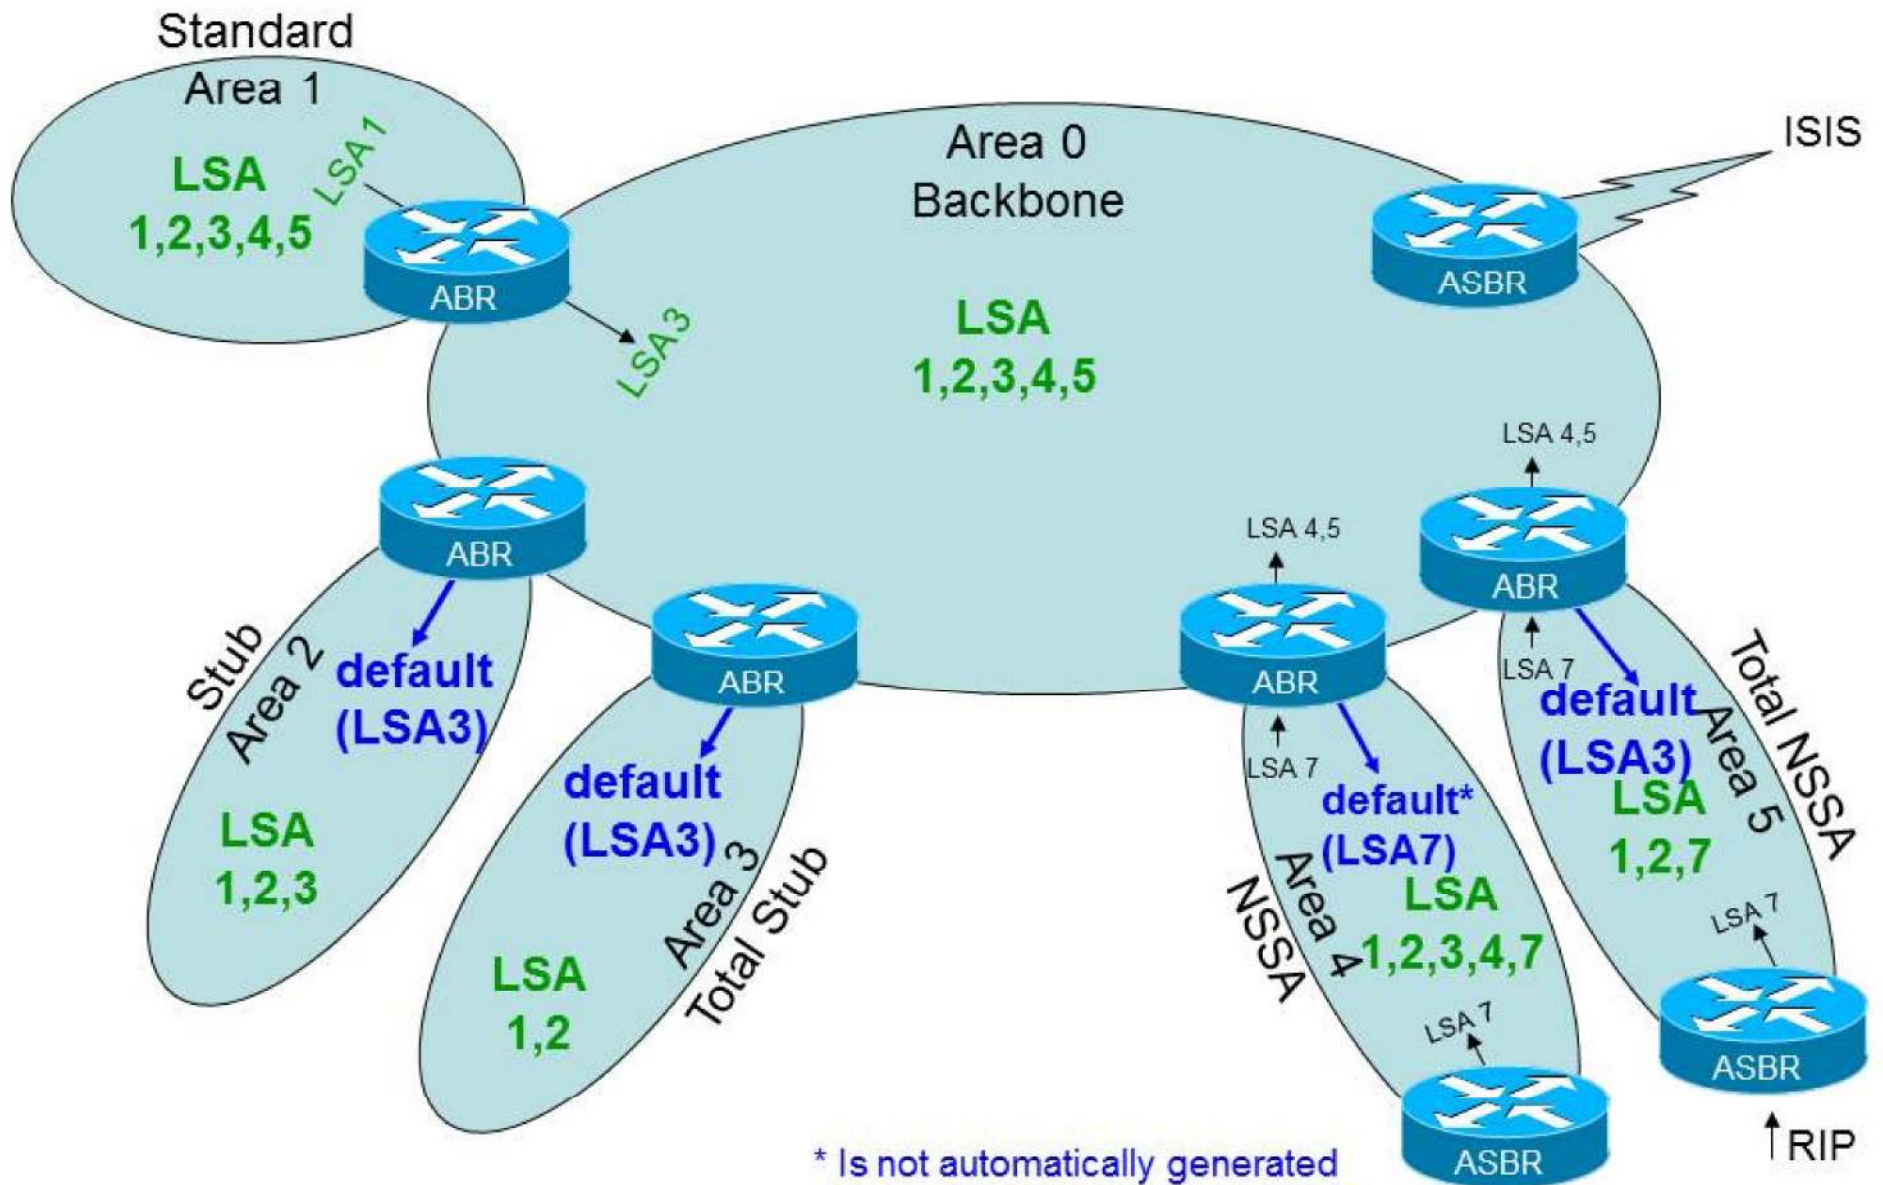 Standard
Area 1
LSA
1,2,3,4,5
LSA 1
ABR
LSA3
Area 0
Backbone
LSA
1,2,3,4,5
ASBR
ISIS
ABR
Stub
Area 2
default
(LSA3)
LSA
1,2,3
ABR
default
(LSA3)
Area 3
Total Stub
LSA
1,2
LSA 4,5
ABR
LSA 7
default*
(LSA7)
Area 4
NSSA
LSA
1,2,3,4,7
LSA 7
ASBR
LSA 4,5
ABR
LSA 7
default
(LSA3)
Area 5
Total NSSA
LSA
1,2,7
LSA 7
ASBR
RIP
* Is not automatically generated